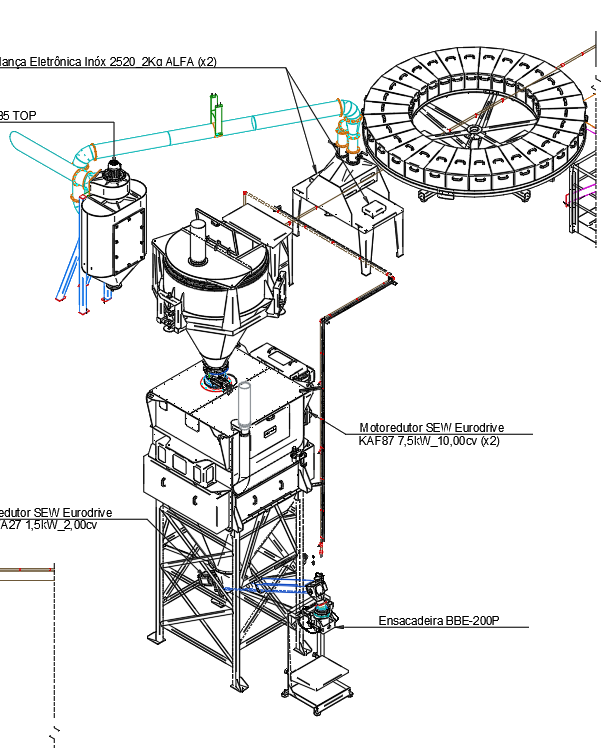 lança Eletrônica Inóx 2520_2Kg ALFA (x2)
85 TOP
Motoredutor SEW Eurodrive
KAF87 7,5kW_10,00cv (x2)
edutor SEW Eurodrive
A27 1,5kW_2,00cv
Ensacadeira BBE-200P